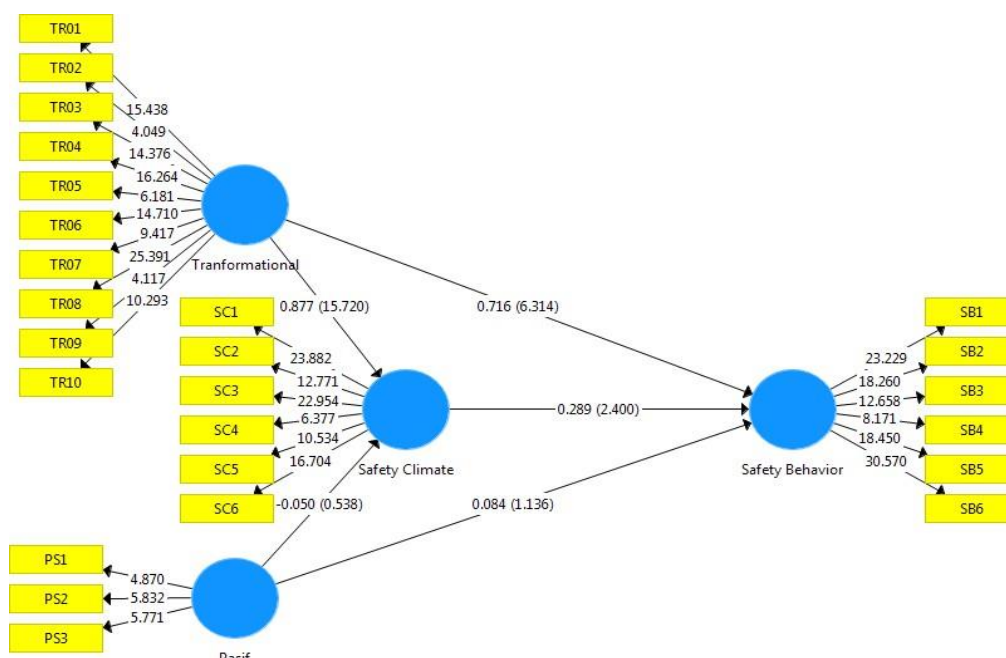 TR01
TR02
TR03
TR04
TR05
TR06
TR07
TR08
TR09
TR10
15.438
4.049
14.376
16.264
6.181
14.710
9.417
25.391
4.117
10.293
Tranformational
0.877 (15.720)
0.716 (6.314)
SC1
SC2
SC3
SC4
SC5
SC6
23.882
12.771
22.954
6.377
10.534
16.704
Safety Climate
0.289 (2.400)
-0.050 (0.538)
0.084 (1.136)
SB1
SB2
SB3
SB4
SB5
SB6
23.229
18.260
12.658
8.171
18.450
30.570
Safety Behavior
PS1
PS2
PS3
4.870
5.832
5.771